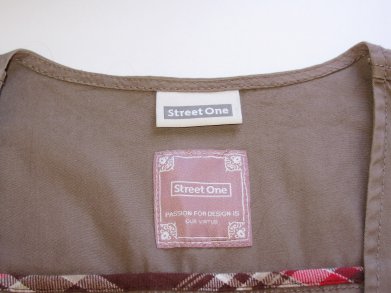 Street One
Street One
PASSION FOR DESIGN IS
OUR VIRTUE